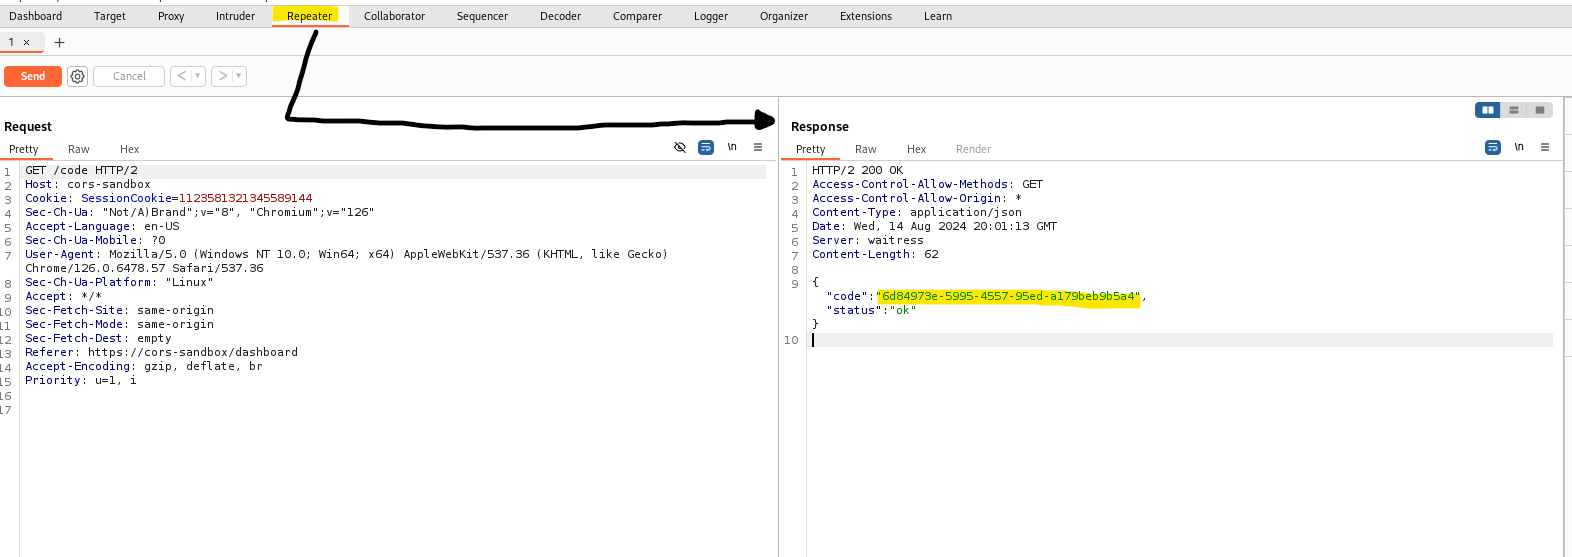 Dashboard Target Proxy Intruder Repeater Collaborator Sequencer Decoder Comparer Logger Organizer Extensions Learn
1 × +
Send Cancel < ▾ > ▾
Request
Pretty Raw Hex \n
1 GET /code HTTP/2
2 Host: cors-sandbox
3 Cookie: SessionCookie=1123581321345589144
4 Sec-Ch-Ua: "Not/A)Brand";v="8", "Chromium";v="126"
5 Accept-Language: en-US
6 Sec-Ch-Ua-Mobile: ?0
7 User-Agent: Mozilla/5.0 (Windows NT 10.0; Win64; x64) AppleWebKit/537.36 (KHTML, like Gecko)
Chrome/126.0.6478.57 Safari/537.36
8 Sec-Ch-Ua-Platform: "Linux"
9 Accept: */*
10 Sec-Fetch-Site: same-origin
11 Sec-Fetch-Mode: same-origin
12 Sec-Fetch-Dest: empty
13 Referer: https://cors-sandbox/dashboard
14 Accept-Encoding: gzip, deflate, br
15 Priority: u=1, i
16
17
Response
Pretty Raw Hex Render \n
1 HTTP/2 200 OK
2 Access-Control-Allow-Methods: GET
3 Access-Control-Allow-Origin: *
4 Content-Type: application/json
5 Date: Wed, 14 Aug 2024 20:01:13 GMT
6 Server: waitress
7 Content-Length: 62
8
9 {
"code":"6d84973e-5995-4557-95ed-a179beb9b5a4",
"status":"ok"
}
10